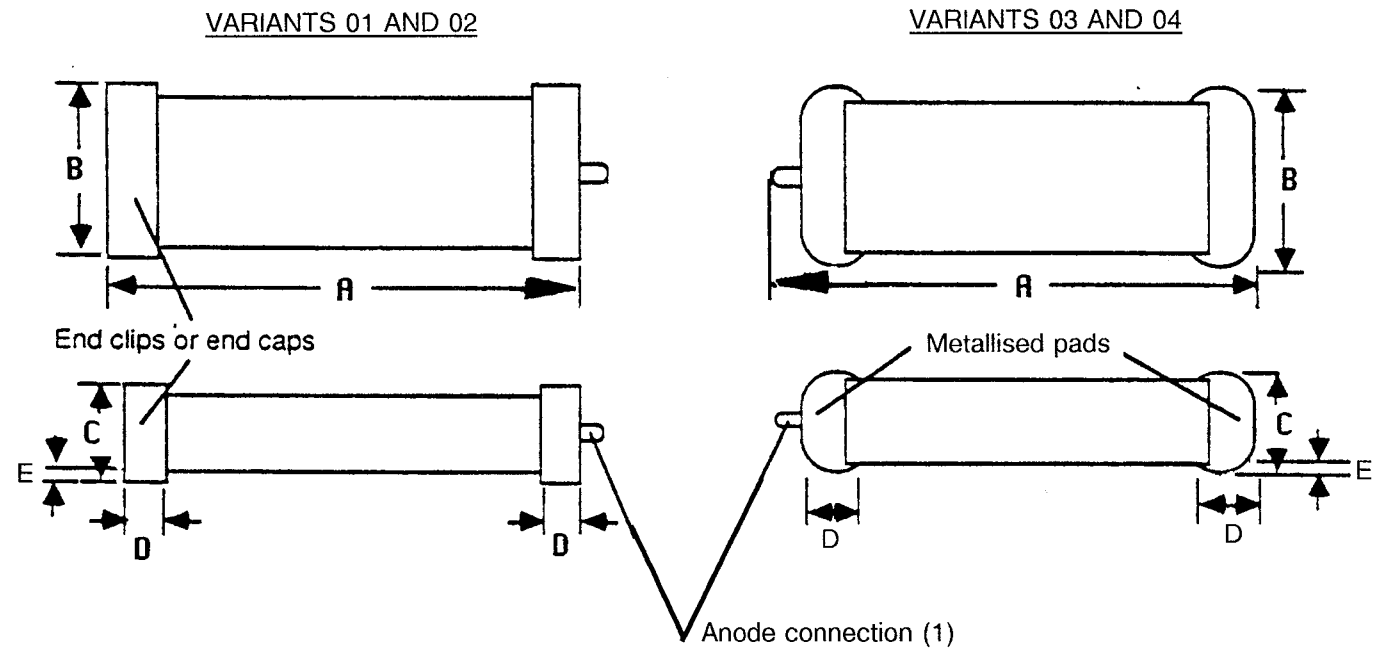 VARIANTS 01 AND 02
VARIANTS 03 AND 04
B
B
A
A
End clips or end caps
Metallised pads
C
C
E
E
D
D
D
D
Anode connection (1)